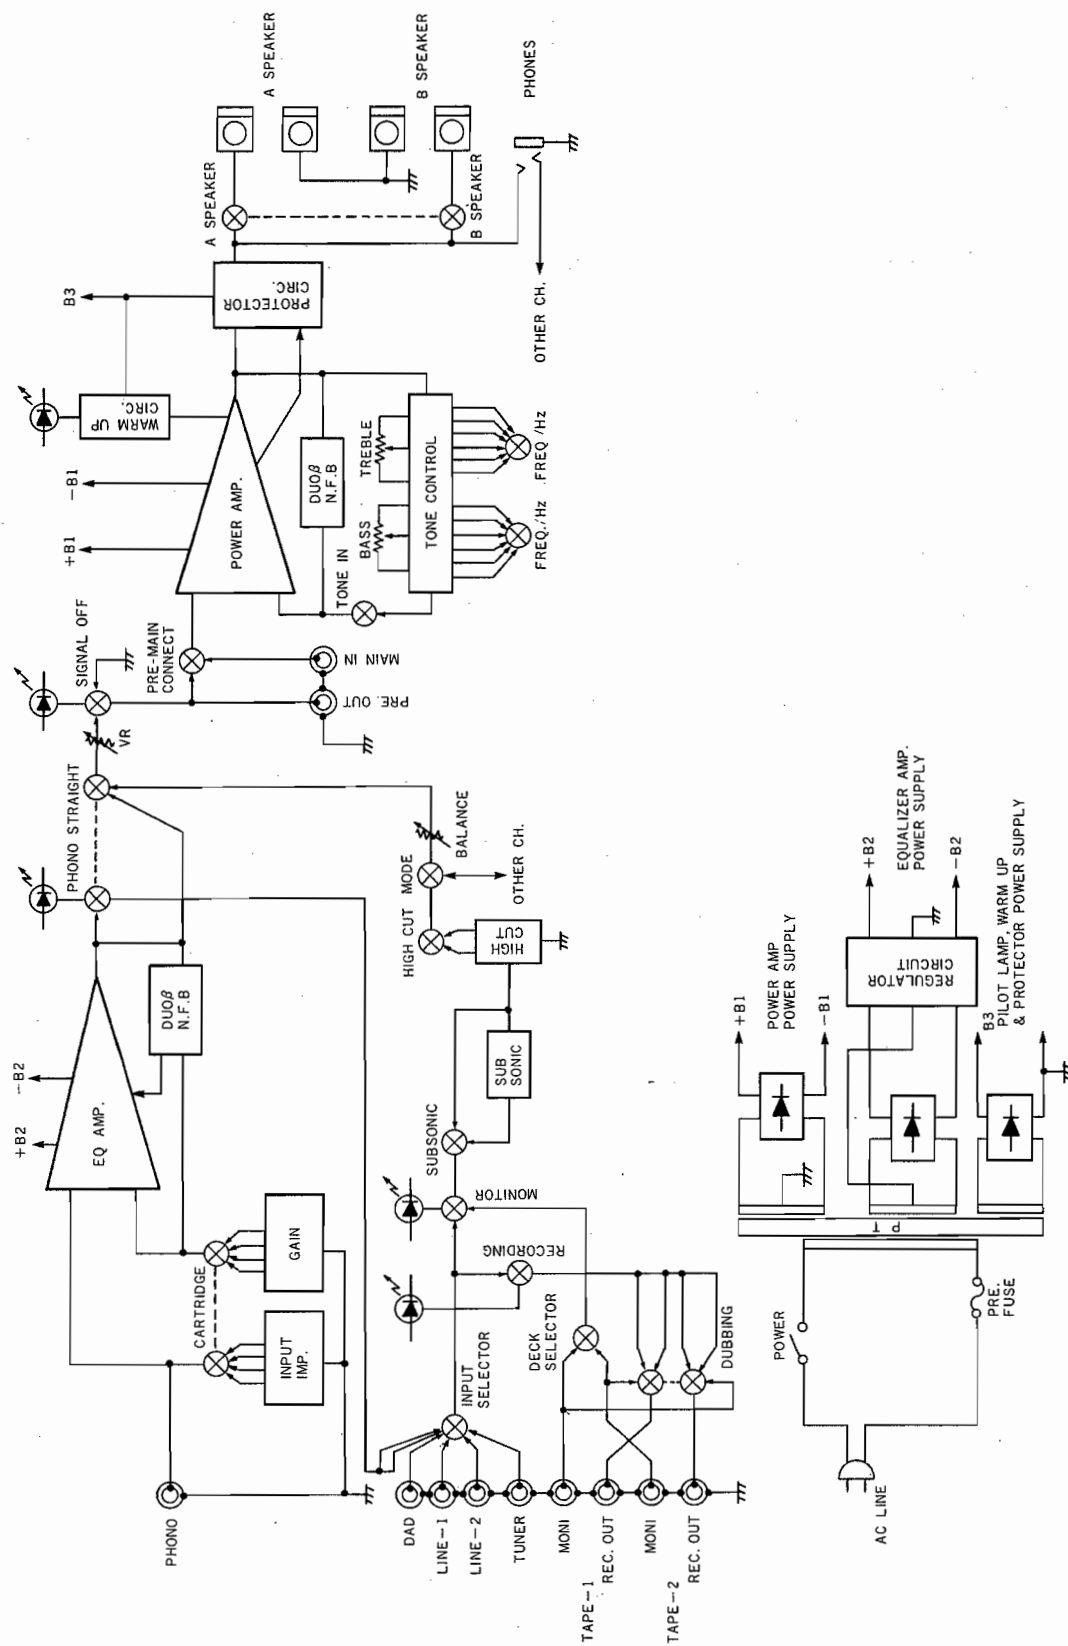 PHONO
CARTRIDGE
INPUT
IMP.
GAIN
EQ AMP.
+B2
−B2
DUOβ
N.F.B
PHONO STRAIGHT
VR
SIGNAL OFF
PRE-MAIN
CONNECT
PRE. OUT
MAIN IN
+B1
−B1
POWER AMP.
WARM UP
CIRC.
B3
DUOβ
N.F.B
TONE IN
BASS
TREBLE
TONE CONTROL
FREQ./Hz
FREQ/Hz
PROTECTOR
CIRC.
A SPEAKER
B SPEAKER
A SPEAKER
B SPEAKER
PHONES
OTHER CH.
DAD
LINE−1
LINE−2
TUNER
MONI
TAPE−1
REC. OUT
MONI
TAPE−2
REC. OUT
INPUT
SELECTOR
DECK
SELECTOR
RECORDING
DUBBING
MONITOR
SUBSONIC
SUB
SONIC
HIGH
CUT
HIGH CUT
MODE
OTHER CH.
BALANCE
AC LINE
POWER
PRE.
FUSE
P T
+B1
POWER AMP
POWER SUPPLY
−B1
REGULATOR
CIRCUIT
+B2
EQUALIZER AMP.
POWER SUPPLY
−B2
B3
PILOT LAMP, WARM UP
& PROTECTOR POWER SUPPLY